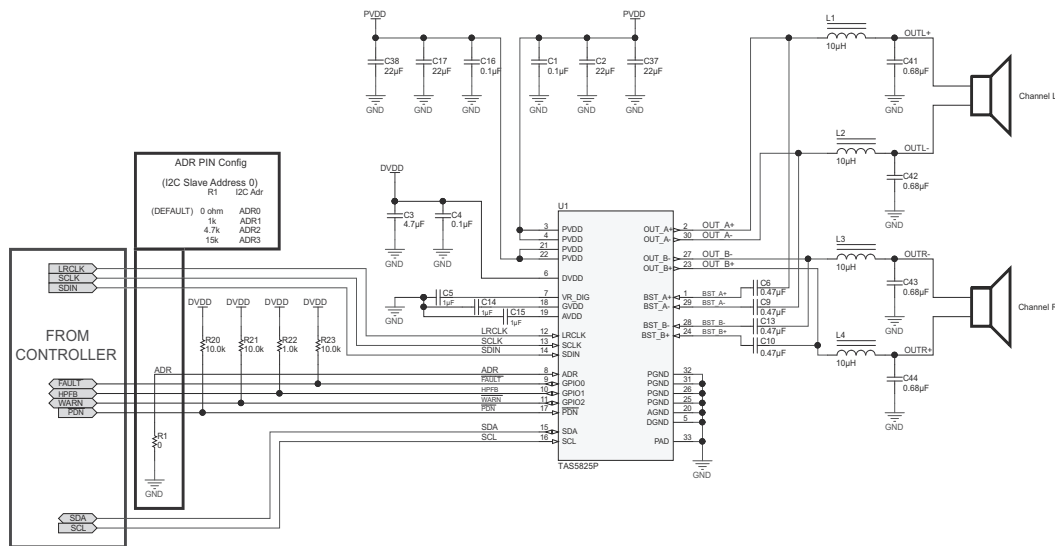 PVDD
PVDD
C38
22µF
C17
22µF
C16
0.1µF
C1
0.1µF
C2
22µF
C37
22µF
GND
GND
GND
GND
GND
GND
L1
10µH
OUTL+
C41
0.68µF
GND
Channel L
L2
10µH
OUTL-
C42
0.68µF
GND
ADR PIN Config
(I2C Slave Address 0)
R1 I2C Adr
(DEFAULT) 0 ohm ADR0
1k ADR1
4.7k ADR2
15k ADR3
DVDD
C3
4.7µF
C4
0.1µF
GND
GND
U1
3 PVDD
4 PVDD
21 PVDD
22 PVDD
6 DVDD
7 VR_DIG
18 GVDD
19 AVDD
LRCLK 12 LRCLK
SCLK 13 SCLK
SDIN 14 SDIN
ADR 8 ADR
FAULT 9 GPIO0
HPFB 10 GPIO1
WARN 11 GPIO2
PDN 17 PDN
SDA 15 SDA
SCL 16 SCL
TAS5825P
OUT_A+ 2 OUT_A+
OUT_A- 30 OUT_A-
OUT_B- 27 OUT_B-
OUT_B+ 23 OUT_B+
BST_A+ 1 BST_A+
BST_A- 29 BST_A-
BST_B- 28 BST_B-
BST_B+ 24 BST_B+
PGND 32
PGND 31
PGND 26
PGND 25
AGND 20
DGND 5
PAD 33
GND
C6
0.47µF
C9
0.47µF
C13
0.47µF
C10
0.47µF
L3
10µH
OUTR-
C43
0.68µF
GND
Channel R
L4
10µH
OUTR+
C44
0.68µF
GND
GND
C5
1µF
C14
1µF
C15
1µF
LRCLK
SCLK
SDIN
FROM
CONTROLLER
FAULT
HPFB
WARN
PDN
SDA
SCL
DVDD
DVDD
DVDD
DVDD
R20
10.0k
R21
10.0k
R22
1.0k
R23
10.0k
ADR
R1
0
GND